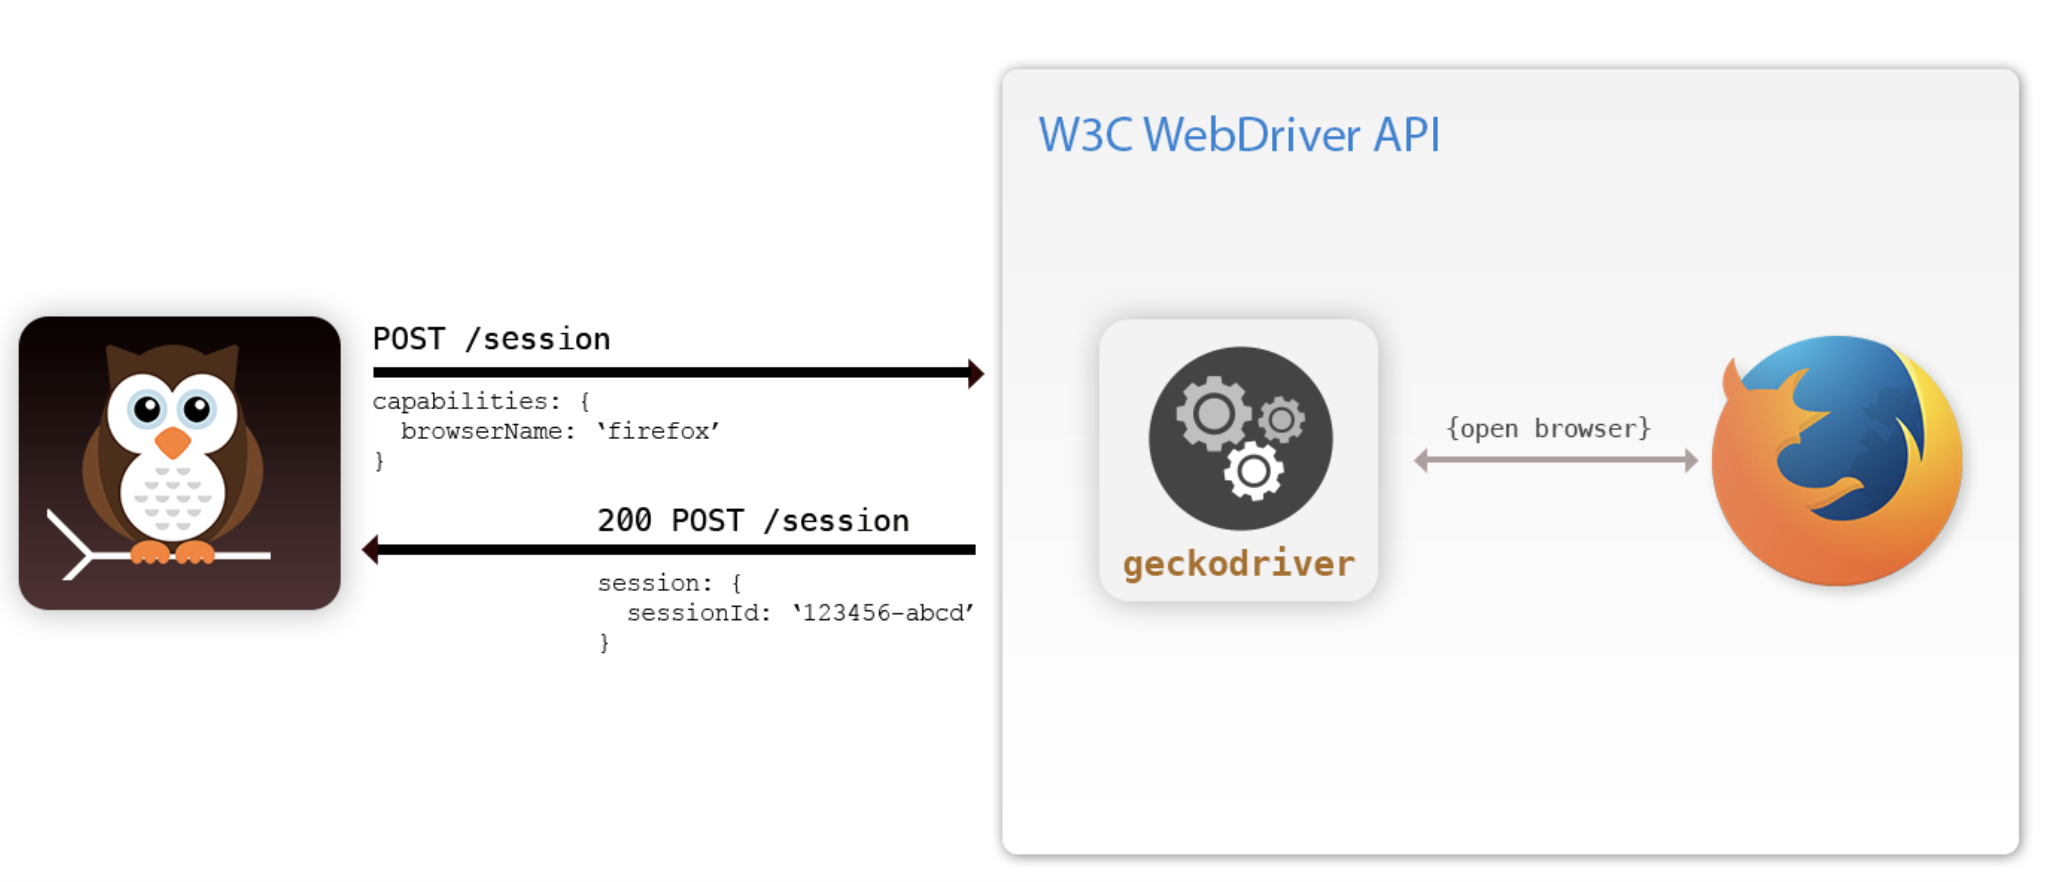 W3C WebDriver API
POST /session
capabilities: {
browserName: ‛firefox’
}
200 POST /session
session: {
sessionId: ‛123456-abcd’
}
geckodriver
{open browser}